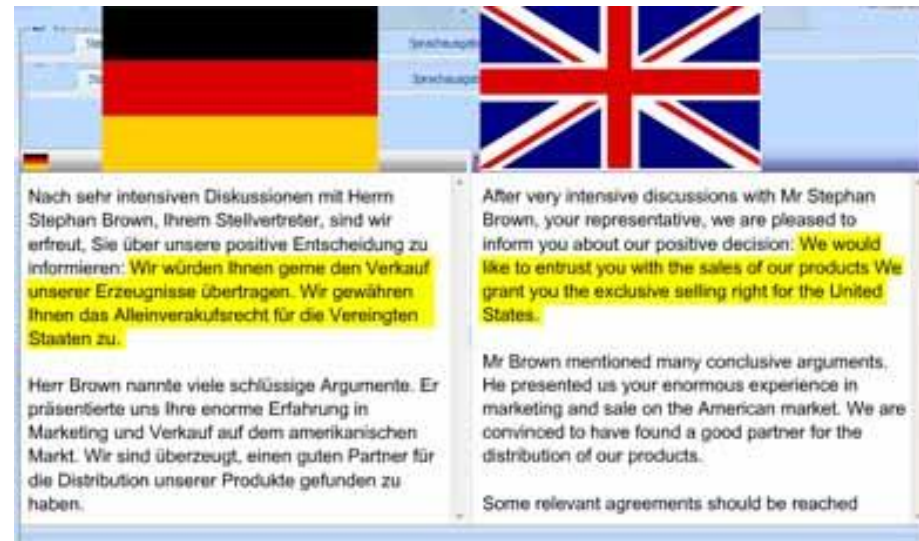 Nach sehr intensiven Diskussionen mit Herrn
Stephan Brown, Ihrem Stellvertreter, sind wir
erfreut, Sie über unsere positive Entscheidung zu
informieren: Wir würden Ihnen gerne den Verkauf
unserer Erzeugnisse übertragen. Wir gewähren
Ihnen das Alleinverakufsrecht für die Vereingten
Staaten zu.
Herr Brown nannte viele schlüssige Argumente. Er
präsentierte uns Ihre enorme Erfahrung in
Marketing und Verkauf auf dem amerikanischen
Markt. Wir sind überzeugt, einen guten Partner für
die Distribution unserer Produkte gefunden zu
haben.
After very intensive discussions with Mr Stephan
Brown, your representative, we are pleased to
inform you about our positive decision: We would
like to entrust you with the sales of our products We
grant you the exclusive selling right for the United
States.
Mr Brown mentioned many conclusive arguments.
He presented us your enormous experience in
marketing and sale on the American market. We are
convinced to have found a good partner for the
distribution of our products.
Some relevant agreements should be reached